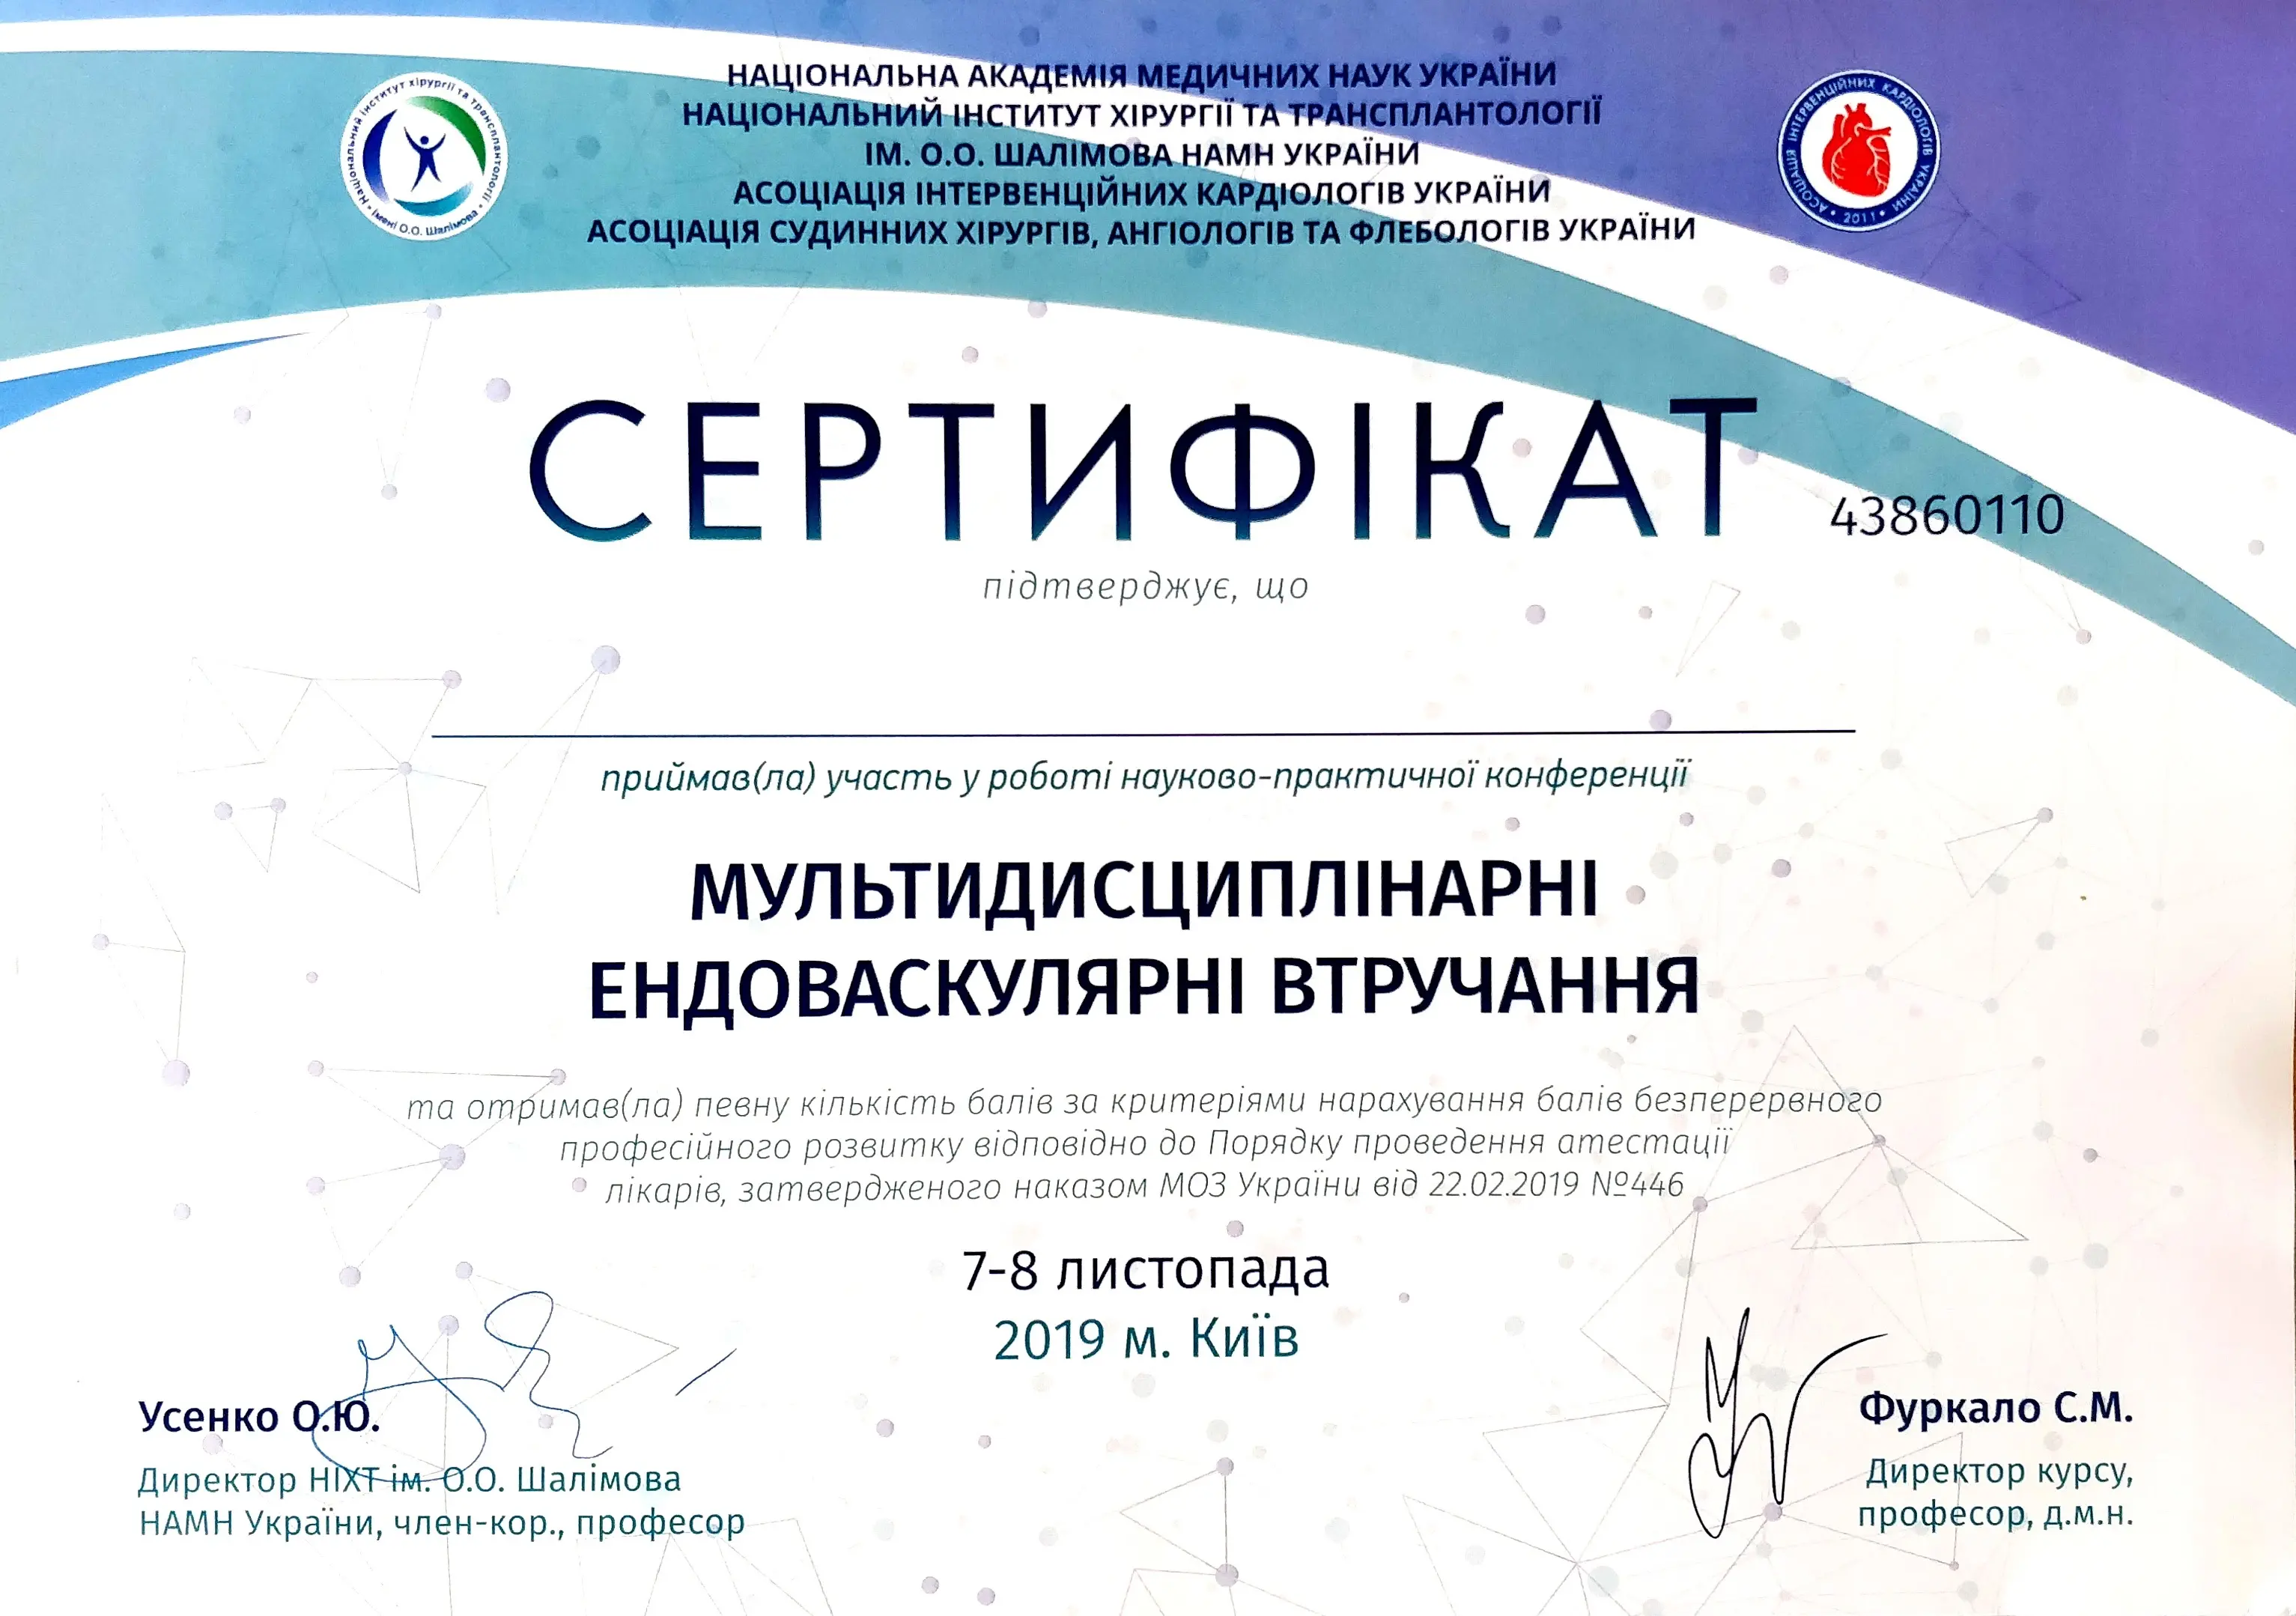 НАЦІОНАЛЬНА АКАДЕМІЯ МЕДИЧНИХ НАУК УКРАЇНИ
НАЦІОНАЛЬНИЙ ІНСТИТУТ ХІРУРГІЇ ТА ТРАНСПЛАНТОЛОГІЇ
ІМ. О.О. ШАЛІМОВА НАМН УКРАЇНИ
АСОЦІАЦІЯ ІНТЕРВЕНЦІЙНИХ КАРДІОЛОГІВ УКРАЇНИ
АСОЦІАЦІЯ СУДИННИХ ХІРУРГІВ, АНГІОЛОГІВ ТА ФЛЕБОЛОГІВ УКРАЇНИ
Національний інститут хірургії та трансплантології • імені О.О. Шалімова •
АСОЦІАЦІЯ ІНТЕРВЕНЦІЙНИХ КАРДІОЛОГІВ УКРАЇНИ • 2011 •
СЕРТИФІКАТ 43860110
підтверджує, що
приймав(ла) участь у роботі науково-практичної конференції
МУЛЬТИДИСЦИПЛІНАРНІ
ЕНДОВАСКУЛЯРНІ ВТРУЧАННЯ
та отримав(ла) певну кількість балів за критеріями нарахування балів безперервного
професійного розвитку відповідно до Порядку проведення атестації
лікарів, затвердженого наказом МОЗ України від 22.02.2019 №446
7-8 листопада
2019 м. Київ
Усенко О.Ю.
Директор НІХТ ім. О.О. Шалімова
НАМН України, член-кор., професор
Фуркало С.М.
Директор курсу,
професор, д.м.н.